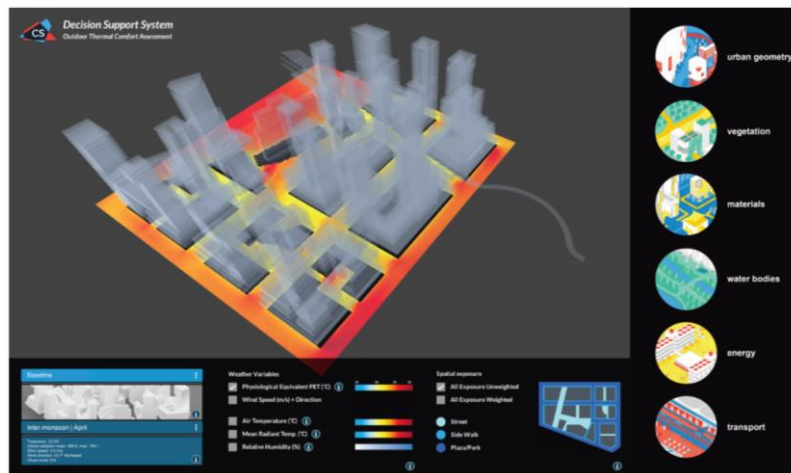 CS
Decision Support System
Outdoor Thermal Comfort Assessment
urban geometry
vegetation
materials
water bodies
energy
transport
Baseline
Inter-monsoon | April
Weather Variables
Physiological Equivalent PET (°C)
Wind Speed (m/s) + Direction
Air Temperature (°C)
Mean Radiant Temp. (°C)
Relative Humidity (%)
Spatial exposure
All Exposure Unweighted
All Exposure Weighted
Street
Side Walk
Plaza/Park